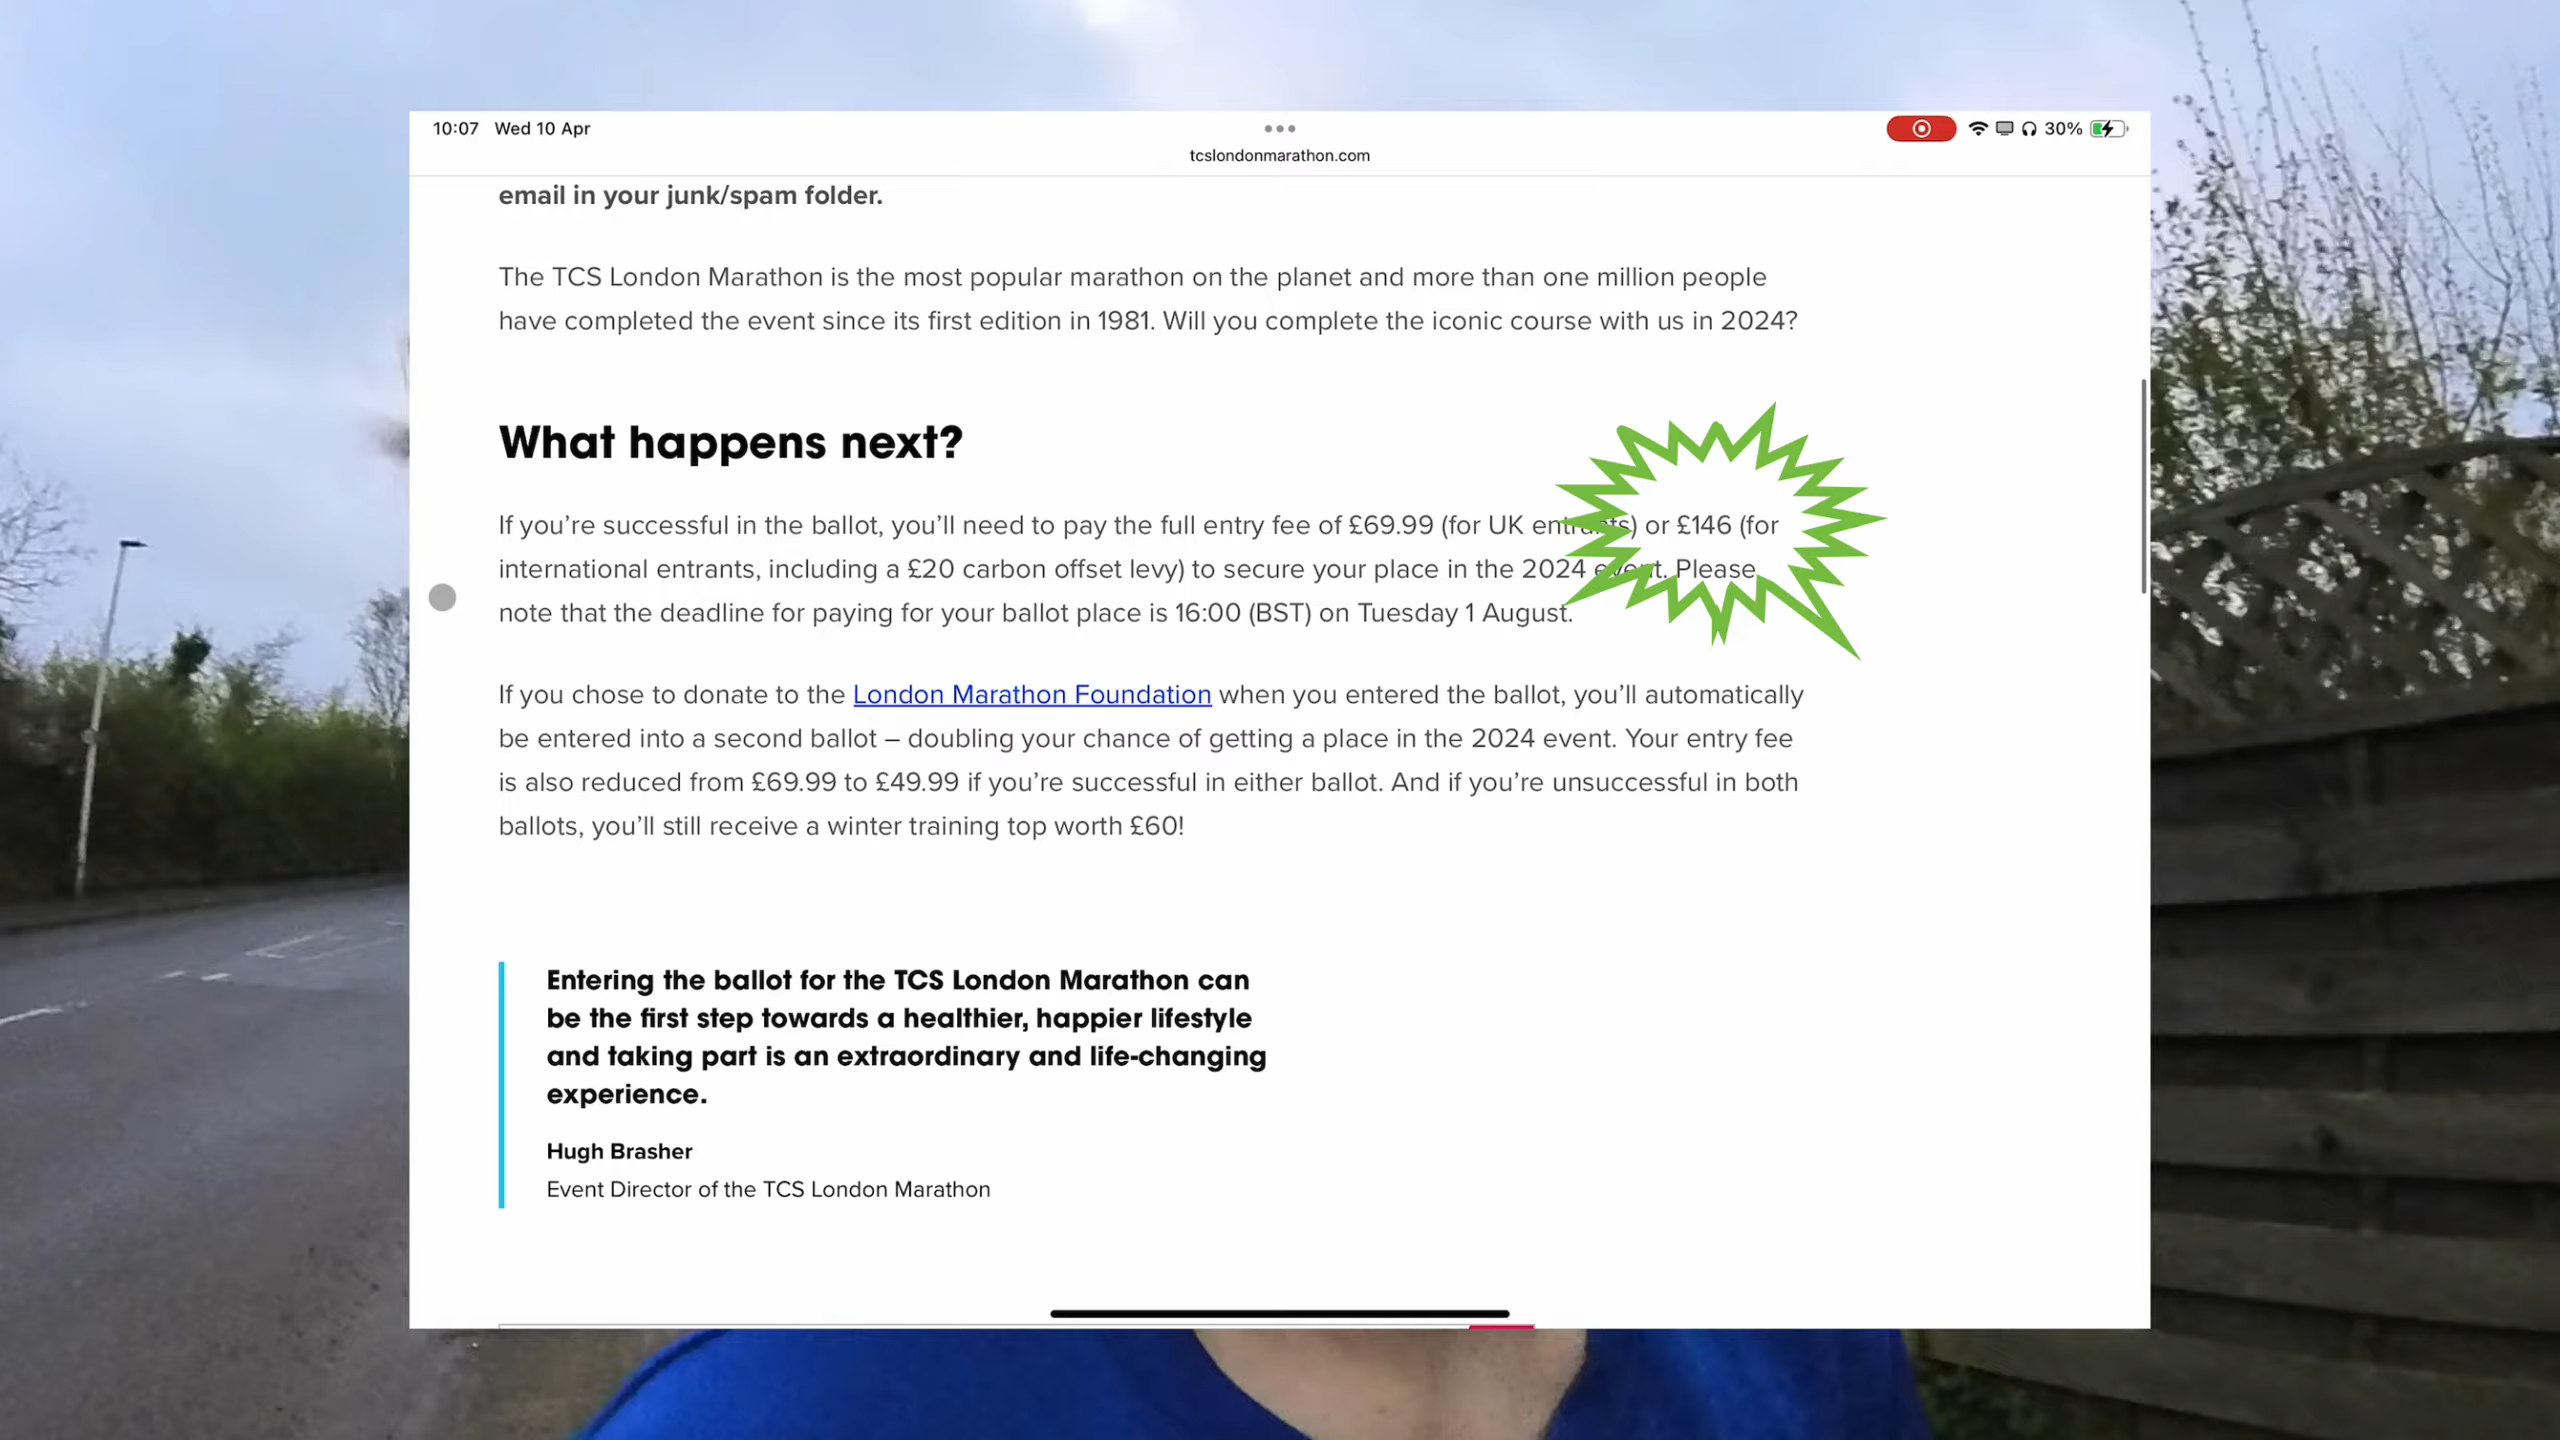 10:07 Wed 10 Apr
30%
tcslondonmarathon.com
email in your junk/spam folder.
The TCS London Marathon is the most popular marathon on the planet and more than one million people
have completed the event since its first edition in 1981. Will you complete the iconic course with us in 2024?
What happens next?
If you’re successful in the ballot, you’ll need to pay the full entry fee of £69.99 (for UK entrants) or £146 (for
international entrants, including a £20 carbon offset levy) to secure your place in the 2024 event. Please
note that the deadline for paying for your ballot place is 16:00 (BST) on Tuesday 1 August.
If you chose to donate to the London Marathon Foundation when you entered the ballot, you’ll automatically
be entered into a second ballot – doubling your chance of getting a place in the 2024 event. Your entry fee
is also reduced from £69.99 to £49.99 if you’re successful in either ballot. And if you’re unsuccessful in both
ballots, you’ll still receive a winter training top worth £60!
Entering the ballot for the TCS London Marathon can
be the first step towards a healthier, happier lifestyle
and taking part is an extraordinary and life-changing
experience.
Hugh Brasher
Event Director of the TCS London Marathon